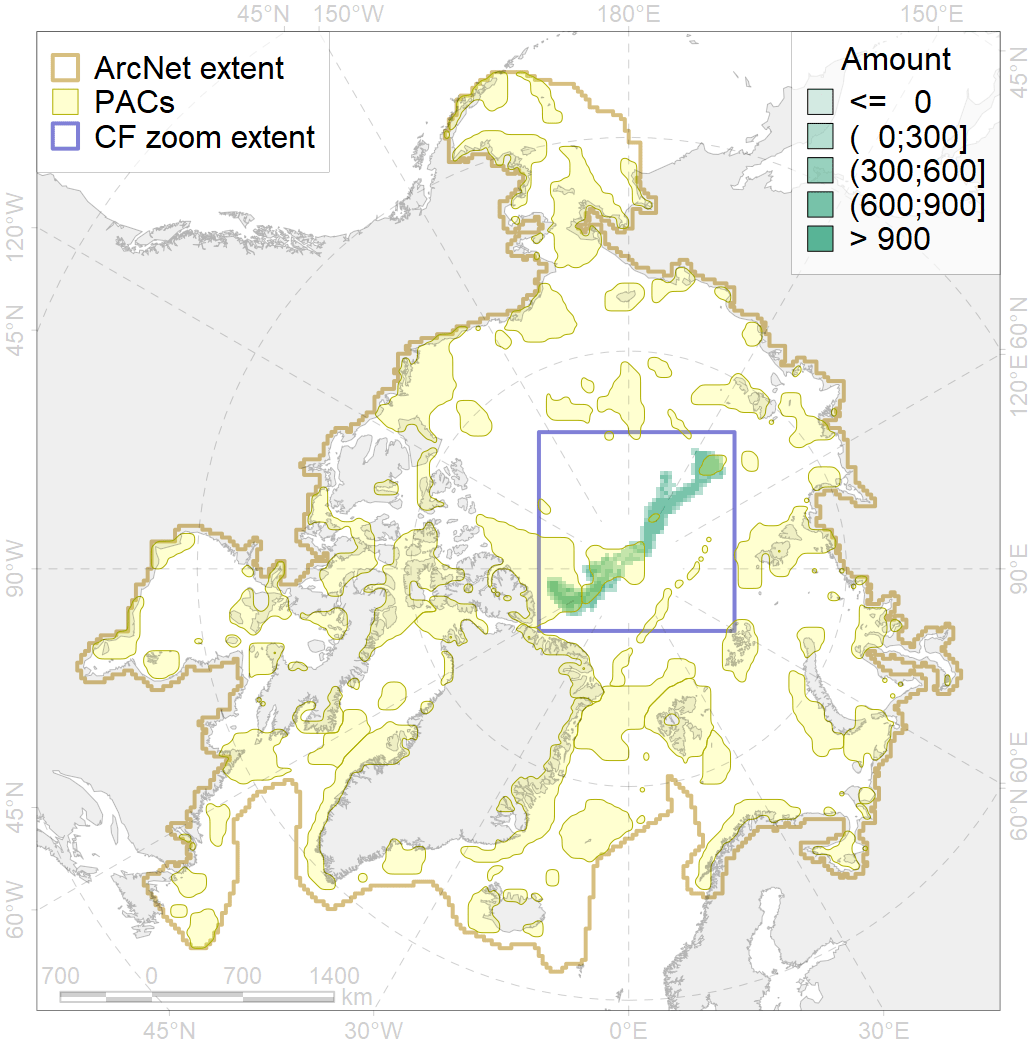 45°N 150°W 180°E 150°E
ArcNet extent
PACs
CF zoom extent
Amount
<= 0
( 0;300]
(300;600]
(600;900]
> 900
120°W
45°N
90°W
45°N
60°W
45°N
60°N
120°E
90°E
60°E
60°N
700 0 700 1400
km
45°N 30°W 0°E 30°E